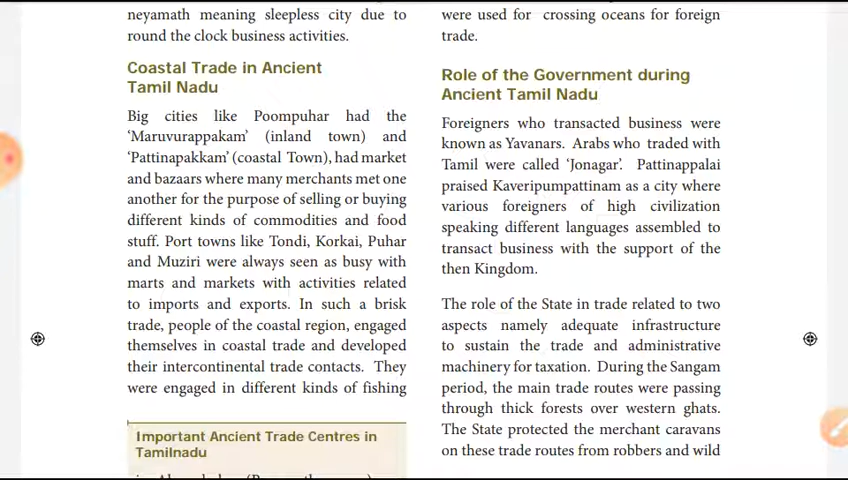 neyamath meaning sleepless city due to
round the clock business activities.
Coastal Trade in Ancient
Tamil Nadu
Big cities like Poompuhar had the
‘Maruvurappakam’ (inland town) and
‘Pattinapakkam’ (coastal Town), had market
and bazaars where many merchants met one
another for the purpose of selling or buying
different kinds of commodities and food
stuff. Port towns like Tondi, Korkai, Puhar
and Muziri were always seen as busy with
marts and markets with activities related
to imports and exports. In such a brisk
trade, people of the coastal region, engaged
themselves in coastal trade and developed
their intercontinental trade contacts. They
were engaged in different kinds of fishing
Important Ancient Trade Centres in
Tamilnadu
were used for crossing oceans for foreign
trade.
Role of the Government during
Ancient Tamil Nadu
Foreigners who transacted business were
known as Yavanars. Arabs who traded with
Tamil were called ‘Jonagar’. Pattinappalai
praised Kaveripumpattinam as a city where
various foreigners of high civilization
speaking different languages assembled to
transact business with the support of the
then Kingdom.
The role of the State in trade related to two
aspects namely adequate infrastructure
to sustain the trade and administrative
machinery for taxation. During the Sangam
period, the main trade routes were passing
through thick forests over western ghats.
The State protected the merchant caravans
on these trade routes from robbers and wild